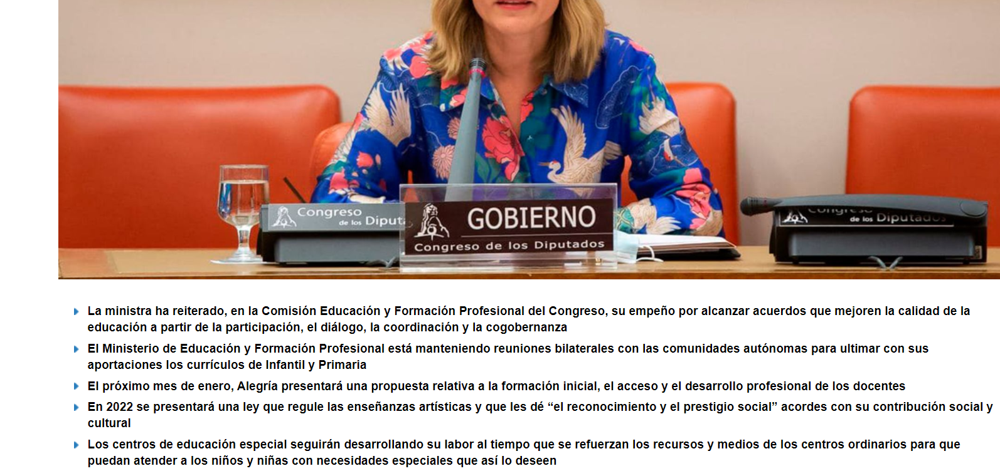 Congreso
de los Diput
GOBIERNO
Congreso de los Diputados
Congreso
de los Diputados
La ministra ha reiterado, en la Comisión Educación y Formación Profesional del Congreso, su empeño por alcanzar acuerdos que mejoren la calidad de la
educación a partir de la participación, el diálogo, la coordinación y la cogobernanza
El Ministerio de Educación y Formación Profesional está manteniendo reuniones bilaterales con las comunidades autónomas para ultimar con sus
aportaciones los currículos de Infantil y Primaria
El próximo mes de enero, Alegría presentará una propuesta relativa a la formación inicial, el acceso y el desarrollo profesional de los docentes
En 2022 se presentará una ley que regule las enseñanzas artísticas y que les dé “el reconocimiento y el prestigio social” acordes con su contribución social y
cultural
Los centros de educación especial seguirán desarrollando su labor al tiempo que se refuerzan los recursos y medios de los centros ordinarios para que
puedan atender a los niños y niñas con necesidades especiales que así lo deseen